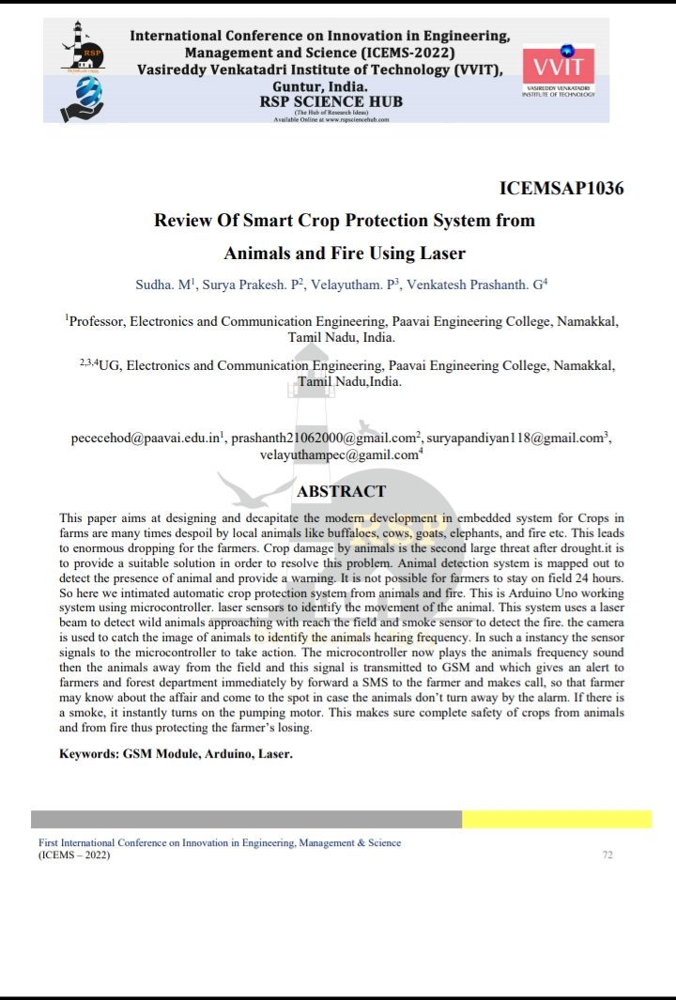 International Conference on Innovation in Engineering,
Management and Science (ICEMS-2022)
Vasireddy Venkatadri Institute of Technology (VVIT),
Guntur, India.
RSP SCIENCE HUB
(The Hub of Research Ideas)
Available Online at www.rspsciencehub.com
RSP
VVIT
VASIREDDY VENKATADRI
INSTITUTE OF TECHNOLOGY
ICEMSAP1036
Review Of Smart Crop Protection System from
Animals and Fire Using Laser
Sudha. M¹, Surya Prakesh. P², Velayutham. P³, Venkatesh Prashanth. G⁴
¹Professor, Electronics and Communication Engineering, Paavai Engineering College, Namakkal,
Tamil Nadu, India.
²,³,⁴UG, Electronics and Communication Engineering, Paavai Engineering College, Namakkal,
Tamil Nadu,India.
pececehod@paavai.edu.in¹, prashanth21062000@gmail.com², suryapandiyan118@gmail.com³,
velayuthampec@gamil.com⁴
ABSTRACT
This paper aims at designing and decapitate the modern development in embedded system for Crops in
farms are many times despoil by local animals like buffaloes, cows, goats, elephants, and fire etc. This leads
to enormous dropping for the farmers. Crop damage by animals is the second large threat after drought.it is
to provide a suitable solution in order to resolve this problem. Animal detection system is mapped out to
detect the presence of animal and provide a warning. It is not possible for farmers to stay on field 24 hours.
So here we intimated automatic crop protection system from animals and fire. This is Arduino Uno working
system using microcontroller. laser sensors to identify the movement of the animal. This system uses a laser
beam to detect wild animals approaching with reach the field and smoke sensor to detect the fire. the camera
is used to catch the image of animals to identify the animals heating frequency. In such a instancy the sensor
signals to the microcontroller to take action. The microcontroller now plays the animals frequency sound
then the animals away from the field and this signal is transmitted to GSM and which gives an alert to
farmers and forest department immediately by forward a SMS to the farmer and makes call, so that farmer
may know about the affair and come to the spot in case the animals don't turn away by the alarm. If there is
a smoke, it instantly turns on the pumping motor. This makes sure complete safety of crops from animals
and from fire thus protecting the farmer's losing.
RSP
Keywords: GSM Module, Arduino, Laser.
First International Conference on Innovation in Engineering, Management & Science
(ICEMS – 2022)
72